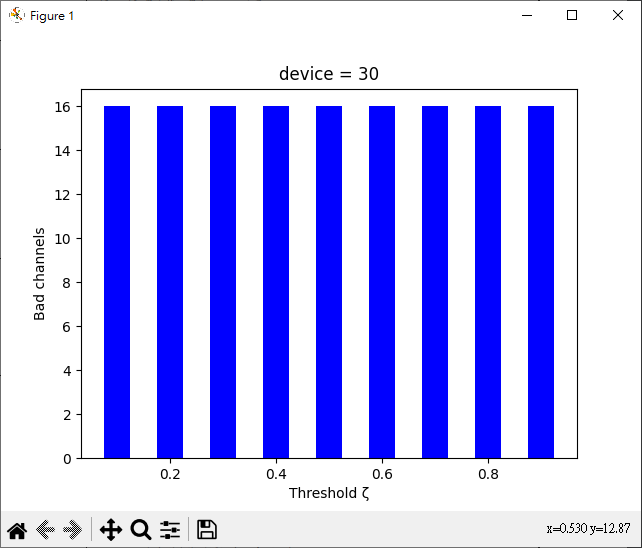 Figure 1
device = 30
16
14
12
10
8
6
4
2
0
Bad channels
0.2 0.4 0.6 0.8
Threshold ζ
x=0.530 y=12.87